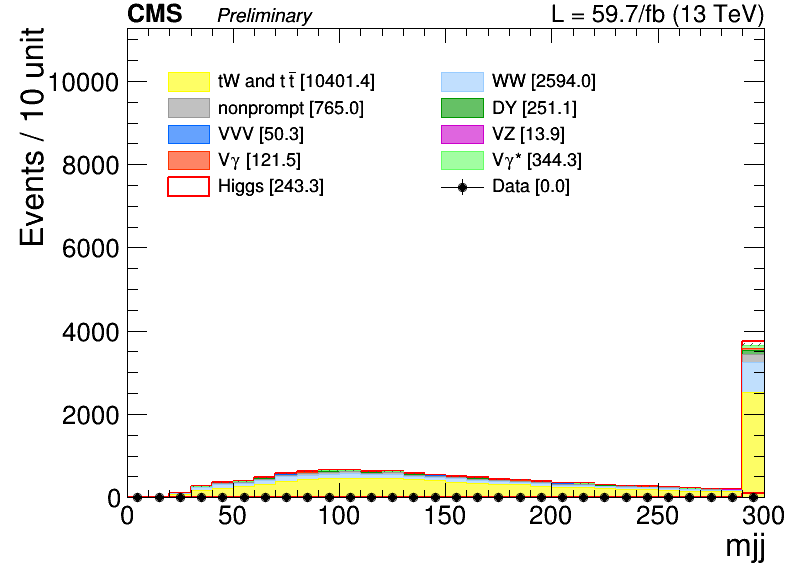 CMS Preliminary L = 59.7/fb (13 TeV)
Events / 10 unit
10000
8000
6000
4000
2000
0
tW and tt̅ [10401.4] WW [2594.0]
nonprompt [765.0] DY [251.1]
VVV [50.3] VZ [13.9]
Vγ [121.5] Vγ* [344.3]
Higgs [243.3] Data [0.0]
0 50 100 150 200 250 300
mjj